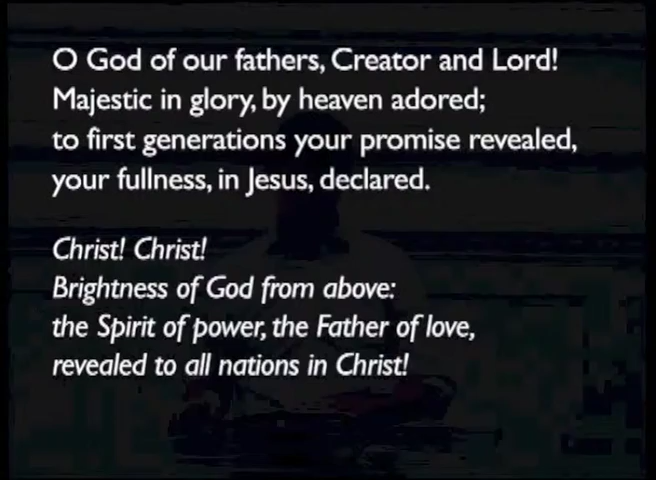 O God of our fathers, Creator and Lord!
Majestic in glory, by heaven adored;
to first generations your promise revealed,
your fullness, in Jesus, declared.
Christ! Christ!
Brightness of God from above:
the Spirit of power, the Father of love,
revealed to all nations in Christ!